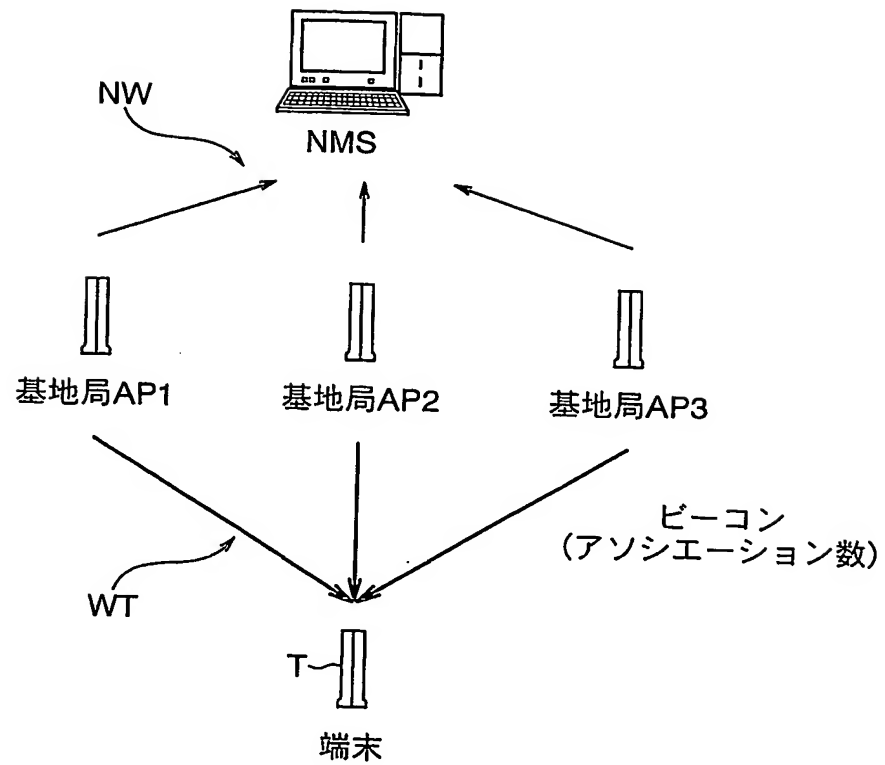 NW
NMS
基地局AP1
基地局AP2
基地局AP3
ビーコン
(アソシエーション数)
WT
T
端末